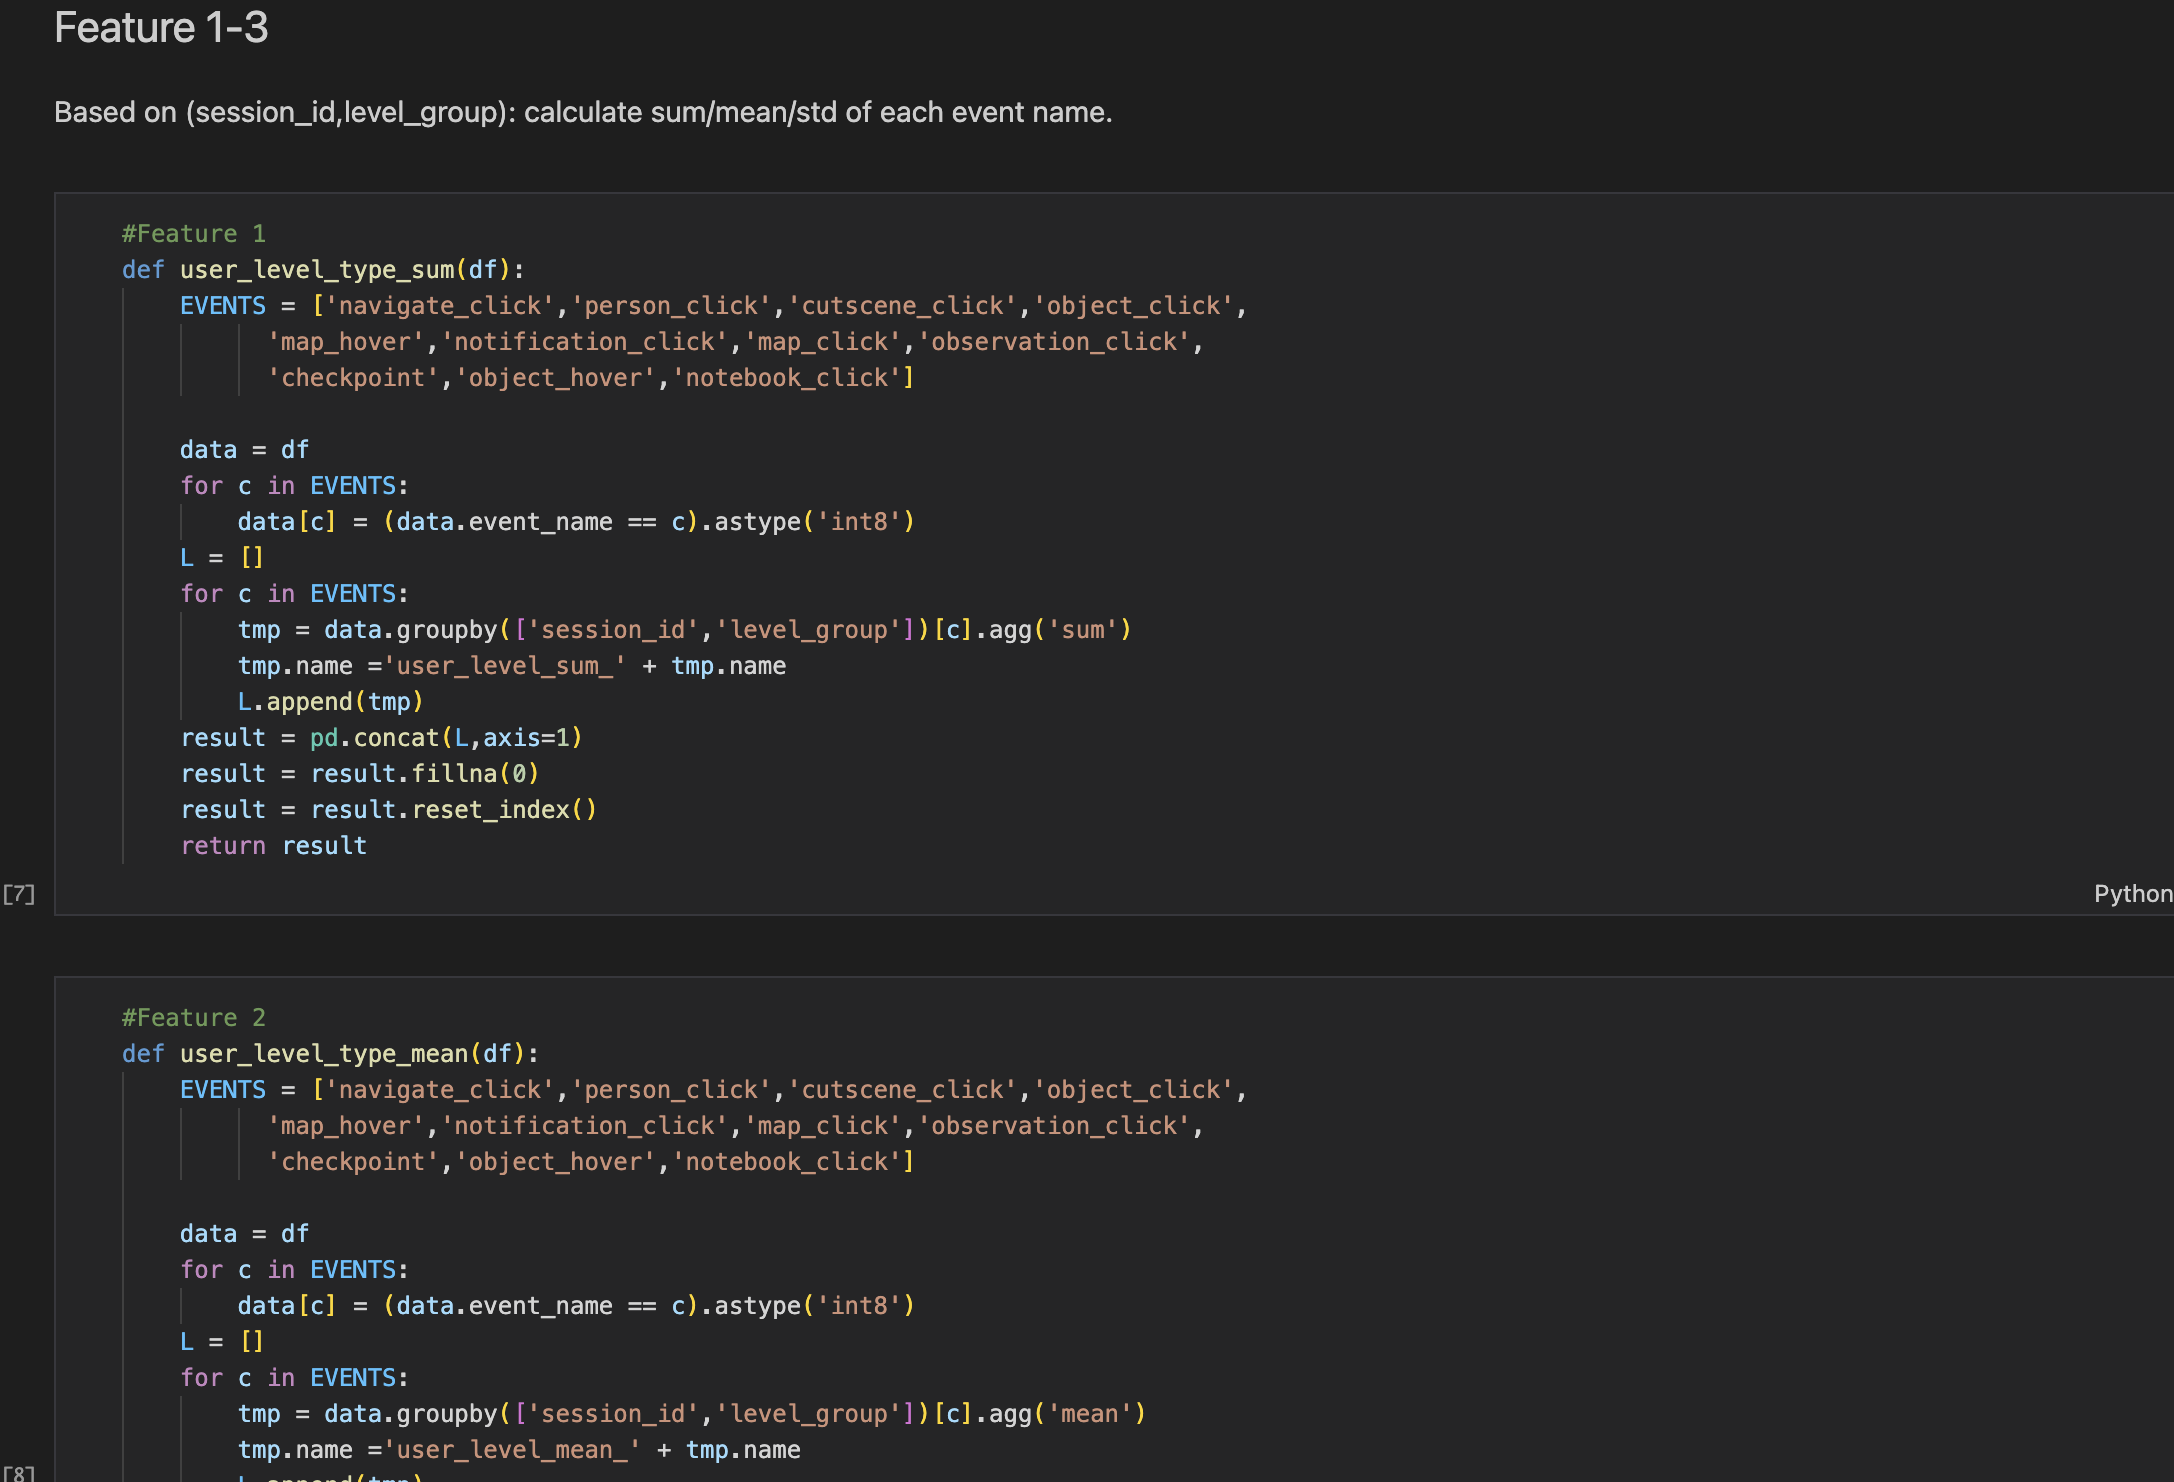 Feature 1-3
Based on (session_id,level_group): calculate sum/mean/std of each event name.
#Feature 1
def user_level_type_sum(df):
    EVENTS = ['navigate_click','person_click','cutscene_click','object_click',
          'map_hover','notification_click','map_click','observation_click',
          'checkpoint','object_hover','notebook_click']
    data = df
    for c in EVENTS:
        data[c] = (data.event_name == c).astype('int8')
    L = []
    for c in EVENTS:
        tmp = data.groupby(['session_id','level_group'])[c].agg('sum')
        tmp.name ='user_level_sum_' + tmp.name
        L.append(tmp)
    result = pd.concat(L,axis=1)
    result = result.fillna(0)
    result = result.reset_index()
    return result
[7]
Python
#Feature 2
def user_level_type_mean(df):
    EVENTS = ['navigate_click','person_click','cutscene_click','object_click',
          'map_hover','notification_click','map_click','observation_click',
          'checkpoint','object_hover','notebook_click']
    data = df
    for c in EVENTS:
        data[c] = (data.event_name == c).astype('int8')
    L = []
    for c in EVENTS:
        tmp = data.groupby(['session_id','level_group'])[c].agg('mean')
        tmp.name ='user_level_mean_' + tmp.name
        L.append(tmp)
[8]